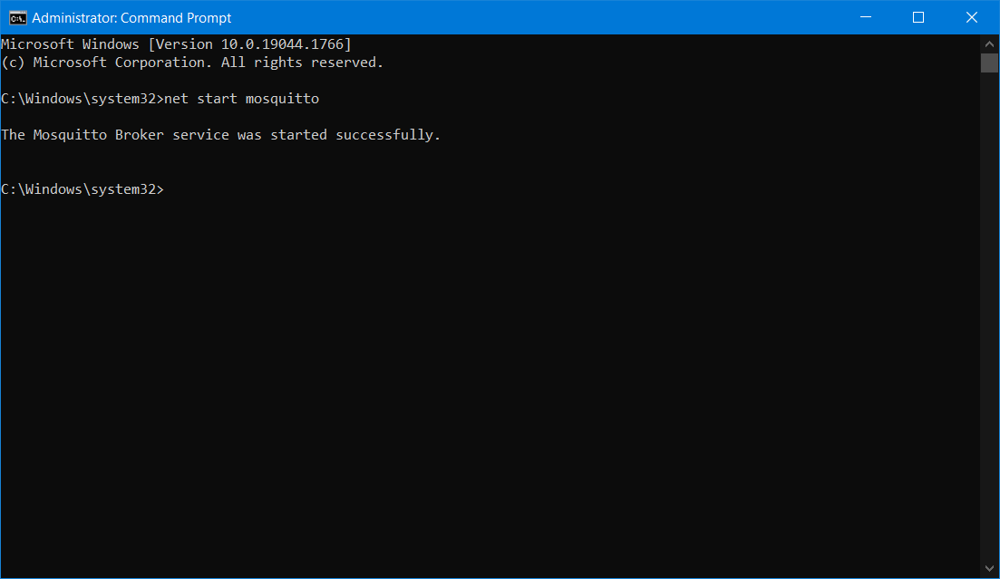 Administrator: Command Prompt
Microsoft Windows [Version 10.0.19044.1766]
(c) Microsoft Corporation. All rights reserved.
C:\Windows\system32>net start mosquitto
The Mosquitto Broker service was started successfully.
C:\Windows\system32>